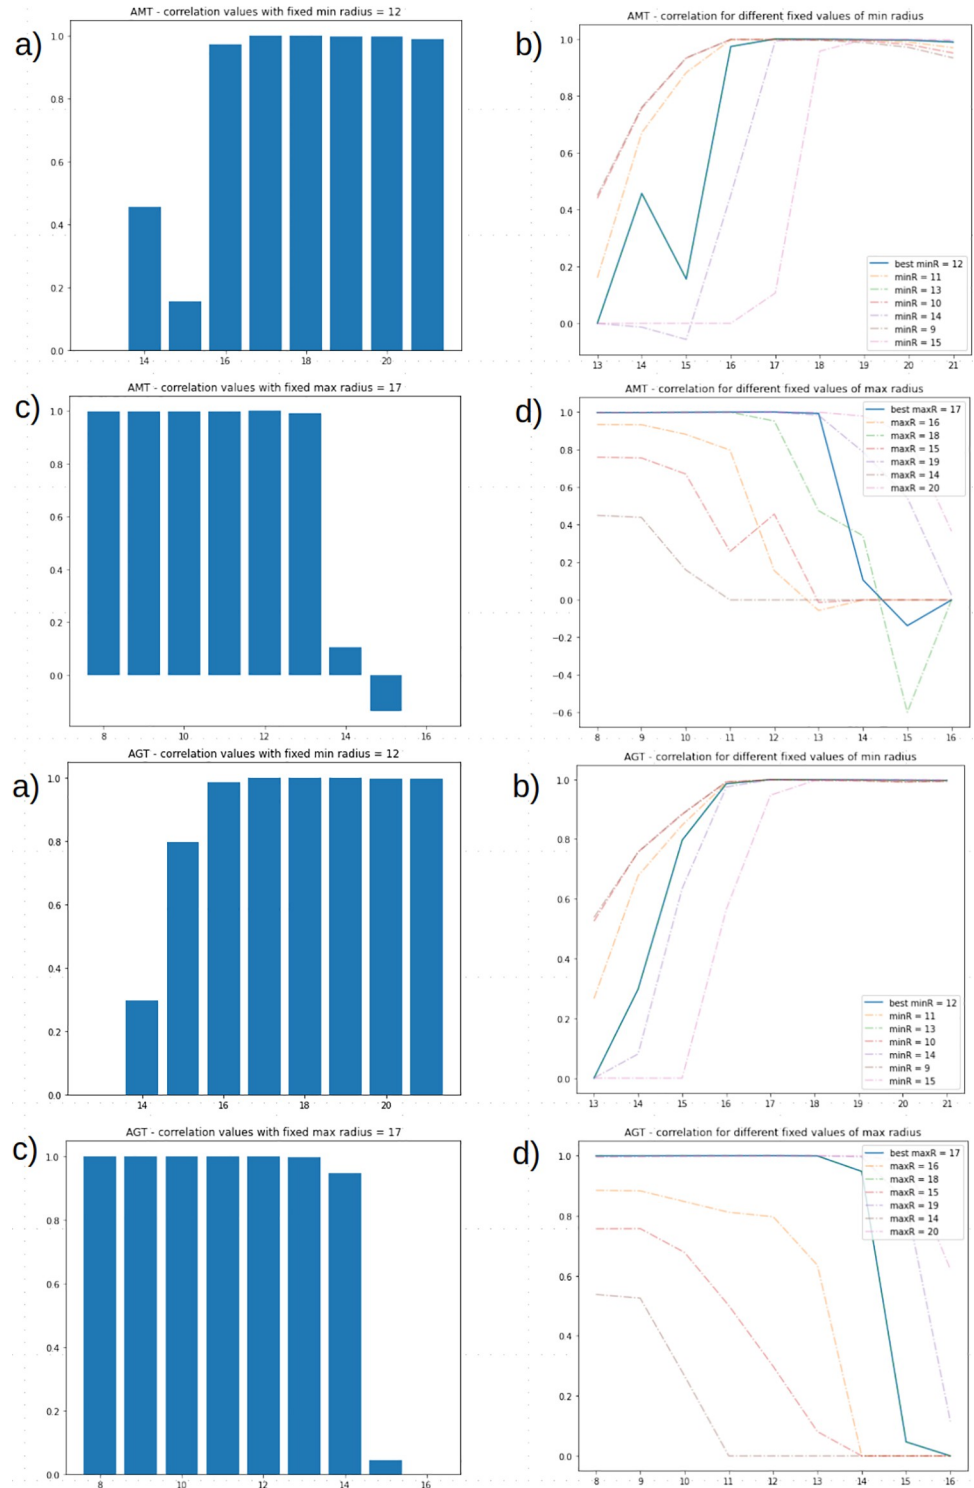 a)
AMT - correlation values with fixed min radius = 12
1.0
0.8
0.6
0.4
0.2
0.0
14
16
18
20
b)
AMT - correlation for different fixed values of min radius
1.0
0.8
0.6
0.4
0.2
0.0
best minR = 12
minR = 11
minR = 13
minR = 10
minR = 14
minR = 9
minR = 15
13
14
15
16
17
18
19
20
21
c)
AMT - correlation values with fixed max radius = 17
1.0
0.8
0.6
0.4
0.2
0.0
8
10
12
14
16
d)
AMT - correlation for different fixed values of max radius
1.0
0.8
0.6
0.4
0.2
0.0
−0.2
−0.4
−0.6
best maxR = 17
maxR = 16
maxR = 18
maxR = 15
maxR = 19
maxR = 14
maxR = 20
8
9
10
11
12
13
14
15
16
a)
AGT - correlation values with fixed min radius = 12
1.0
0.8
0.6
0.4
0.2
0.0
14
16
18
20
b)
AGT - correlation for different fixed values of min radius
1.0
0.8
0.6
0.4
0.2
0.0
best minR = 12
minR = 11
minR = 13
minR = 10
minR = 14
minR = 9
minR = 15
13
14
15
16
17
18
19
20
21
c)
AGT - correlation values with fixed max radius = 17
1.0
0.8
0.6
0.4
0.2
0.0
8
10
12
14
16
d)
AGT - correlation for different fixed values of max radius
1.0
0.8
0.6
0.4
0.2
0.0
best maxR = 17
maxR = 16
maxR = 18
maxR = 15
maxR = 19
maxR = 14
maxR = 20
8
9
10
11
12
13
14
15
16